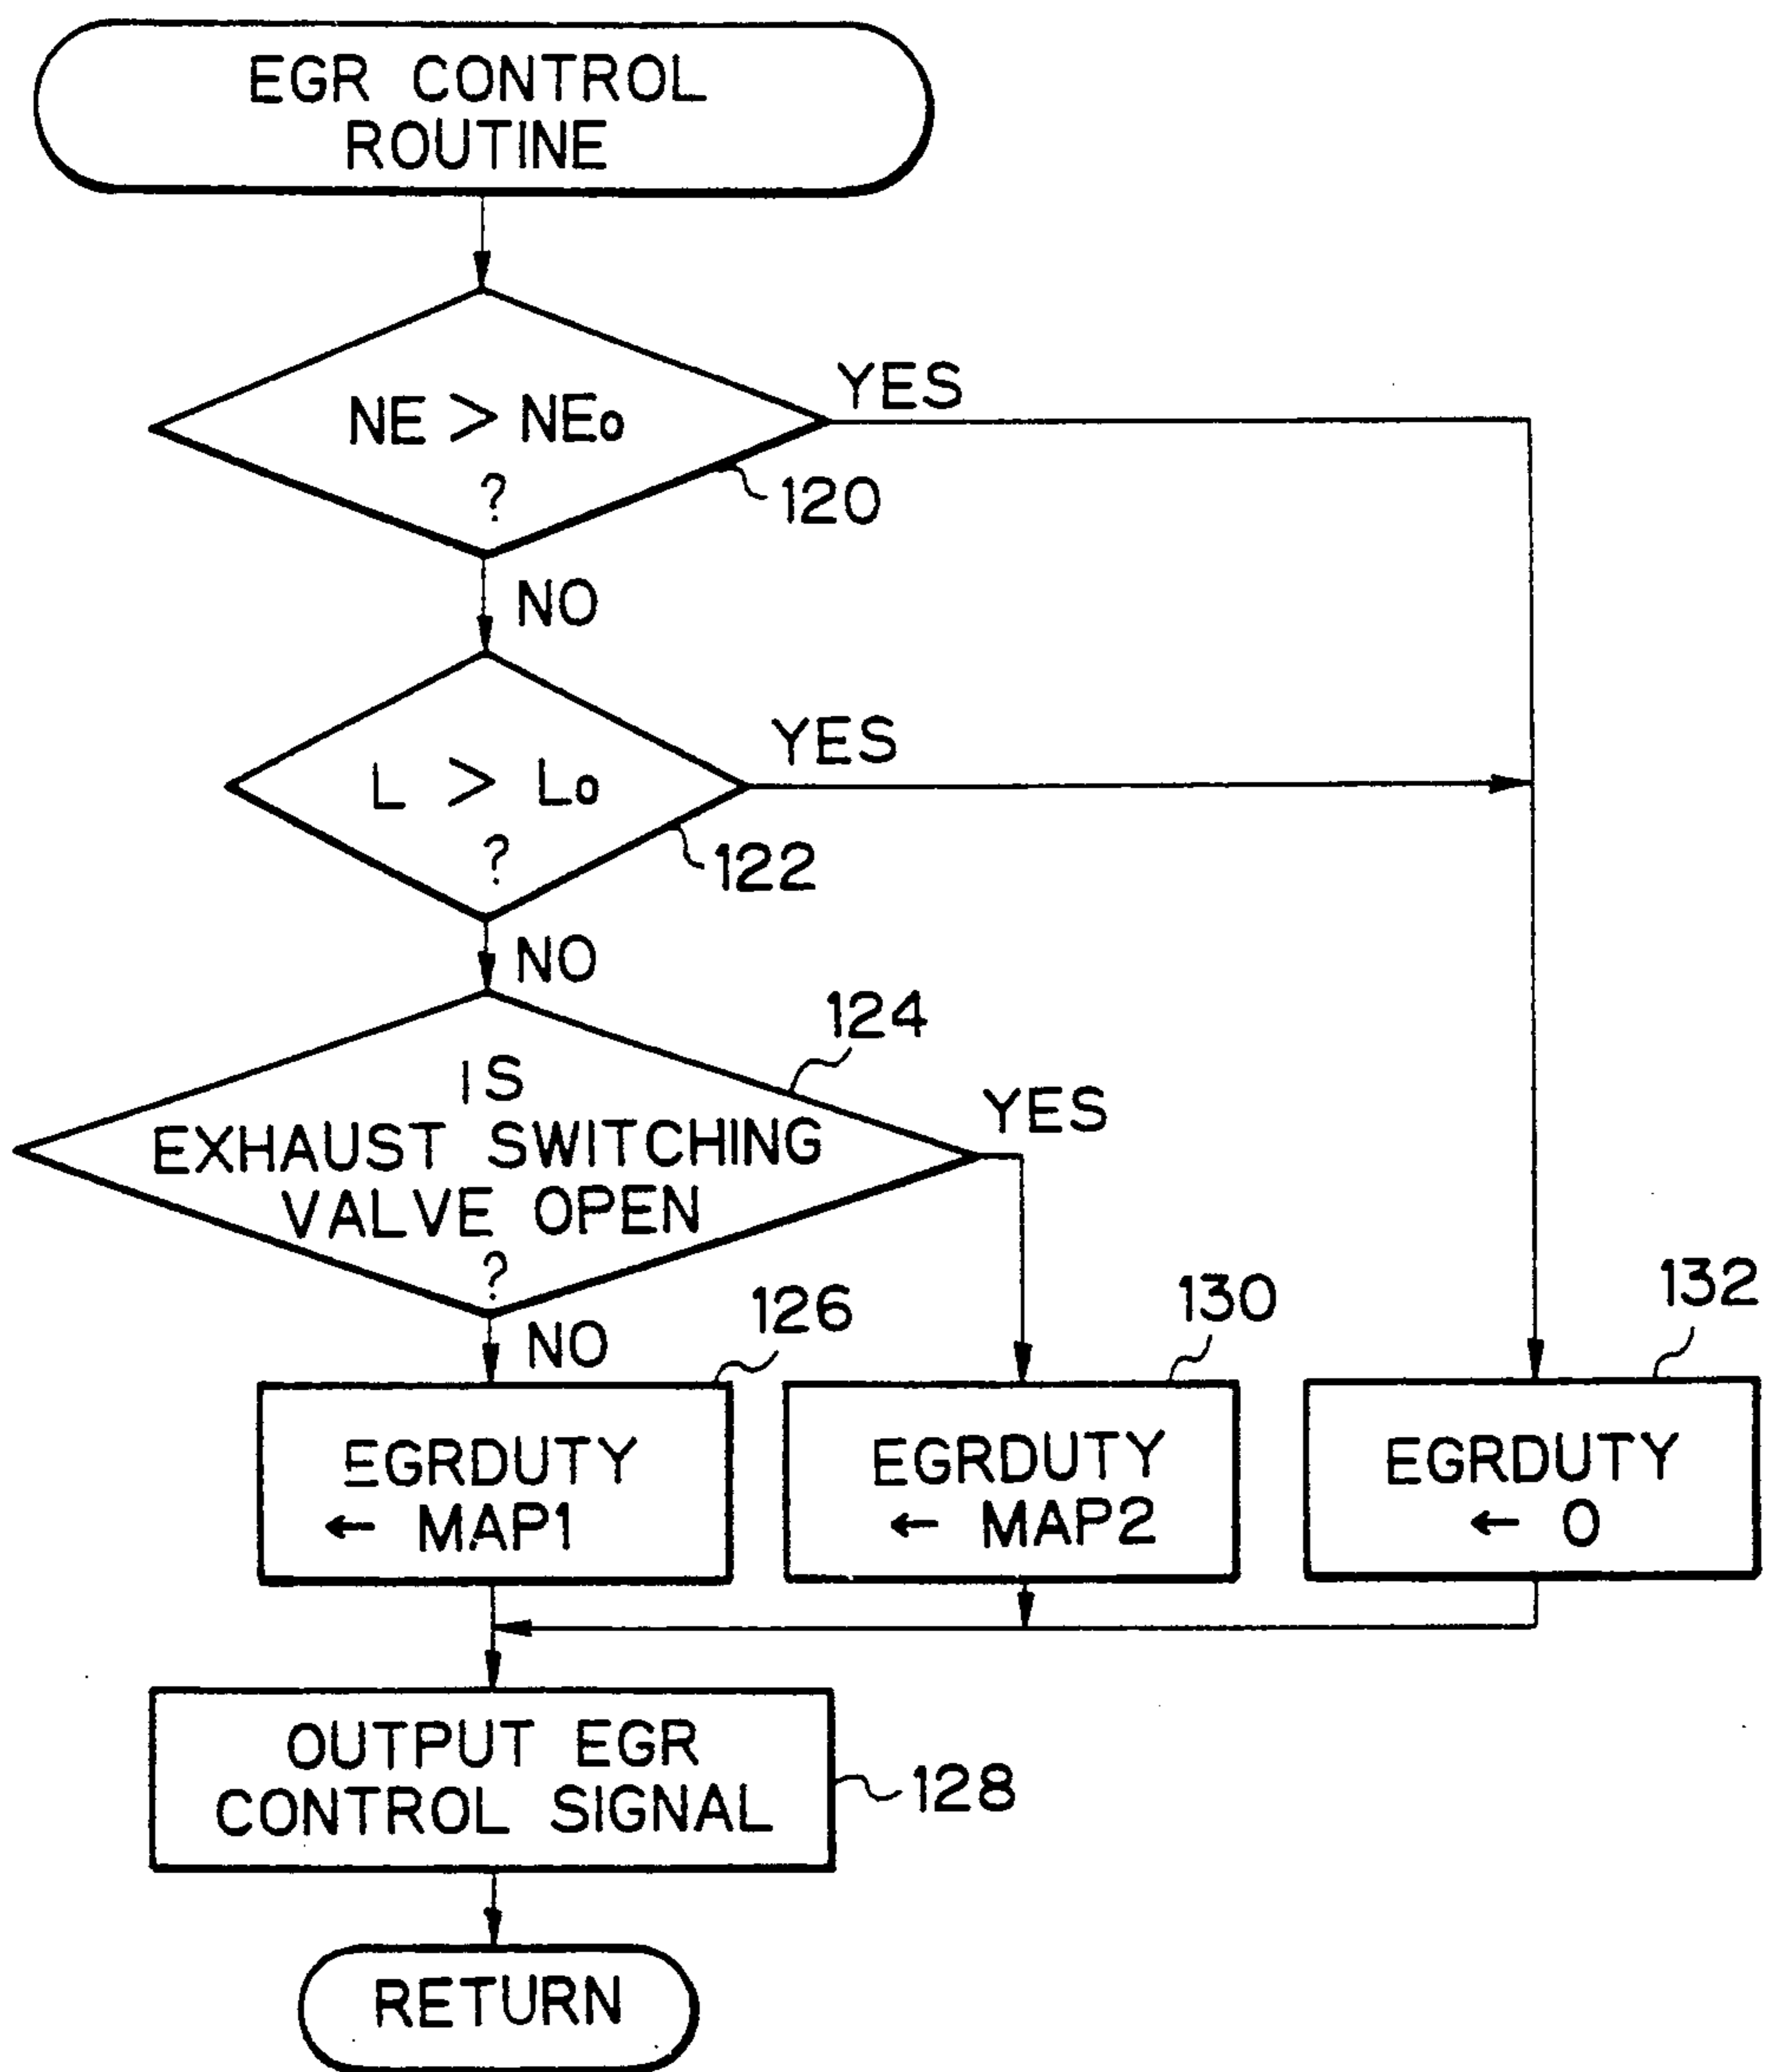 EGR CONTROL
ROUTINE
NE > NEo
?
YES
120
NO
L > Lo
?
YES
122
NO
124
IS
EXHAUST SWITCHING
VALVE OPEN
?
YES
NO
126
130
132
EGRDUTY
← MAP1
EGRDUTY
← MAP2
EGRDUTY
← 0
OUTPUT EGR
CONTROL SIGNAL
128
RETURN